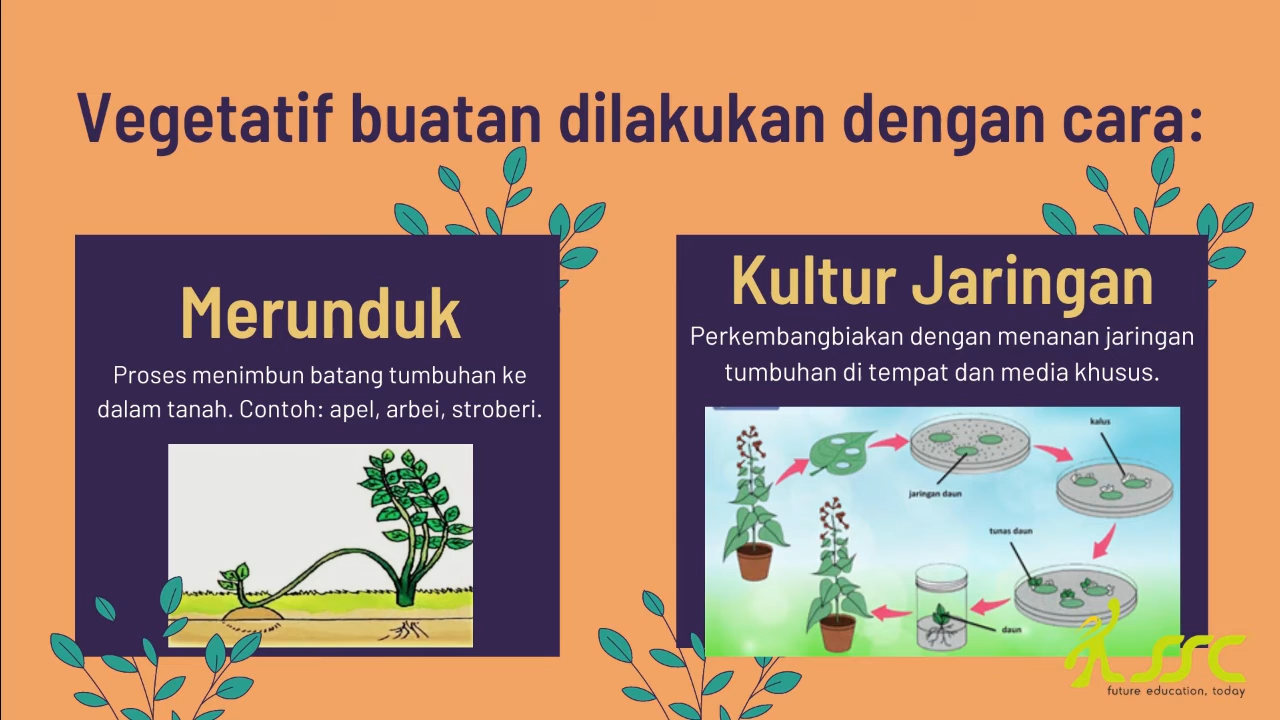 Vegetatif buatan dilakukan dengan cara:
Merunduk
Proses menimbun batang tumbuhan ke
dalam tanah. Contoh: apel, arbei, stroberi.
Kultur Jaringan
Perkembangbiakan dengan menanan jaringan
tumbuhan di tempat dan media khusus.
kalus
jaringan daun
tunas daun
daun
SSC
future education, today